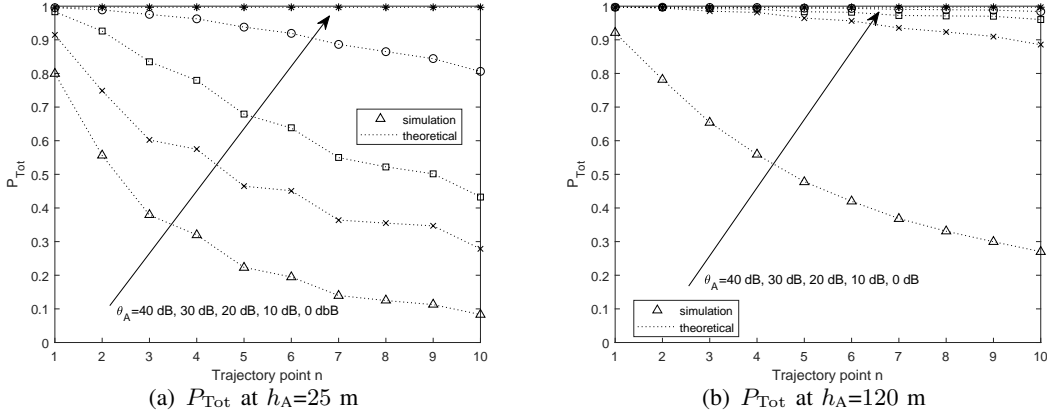 1
0.9
0.8
0.7
0.6
0.5
0.4
0.3
0.2
0.1
0
P_Tot
simulation
theoretical
θ_A=40 dB, 30 dB, 20 dB, 10 dB, 0 dbB
1 2 3 4 5 6 7 8 9 10
Trajectory point n
(a) P_Tot at h_A=25 m
1
0.9
0.8
0.7
0.6
0.5
0.4
0.3
0.2
0.1
0
P_Tot
θ_A=40 dB, 30 dB, 20 dB, 10 dB, 0 dB
simulation
theoretical
1 2 3 4 5 6 7 8 9 10
Trajectory point n
(b) P_Tot at h_A=120 m